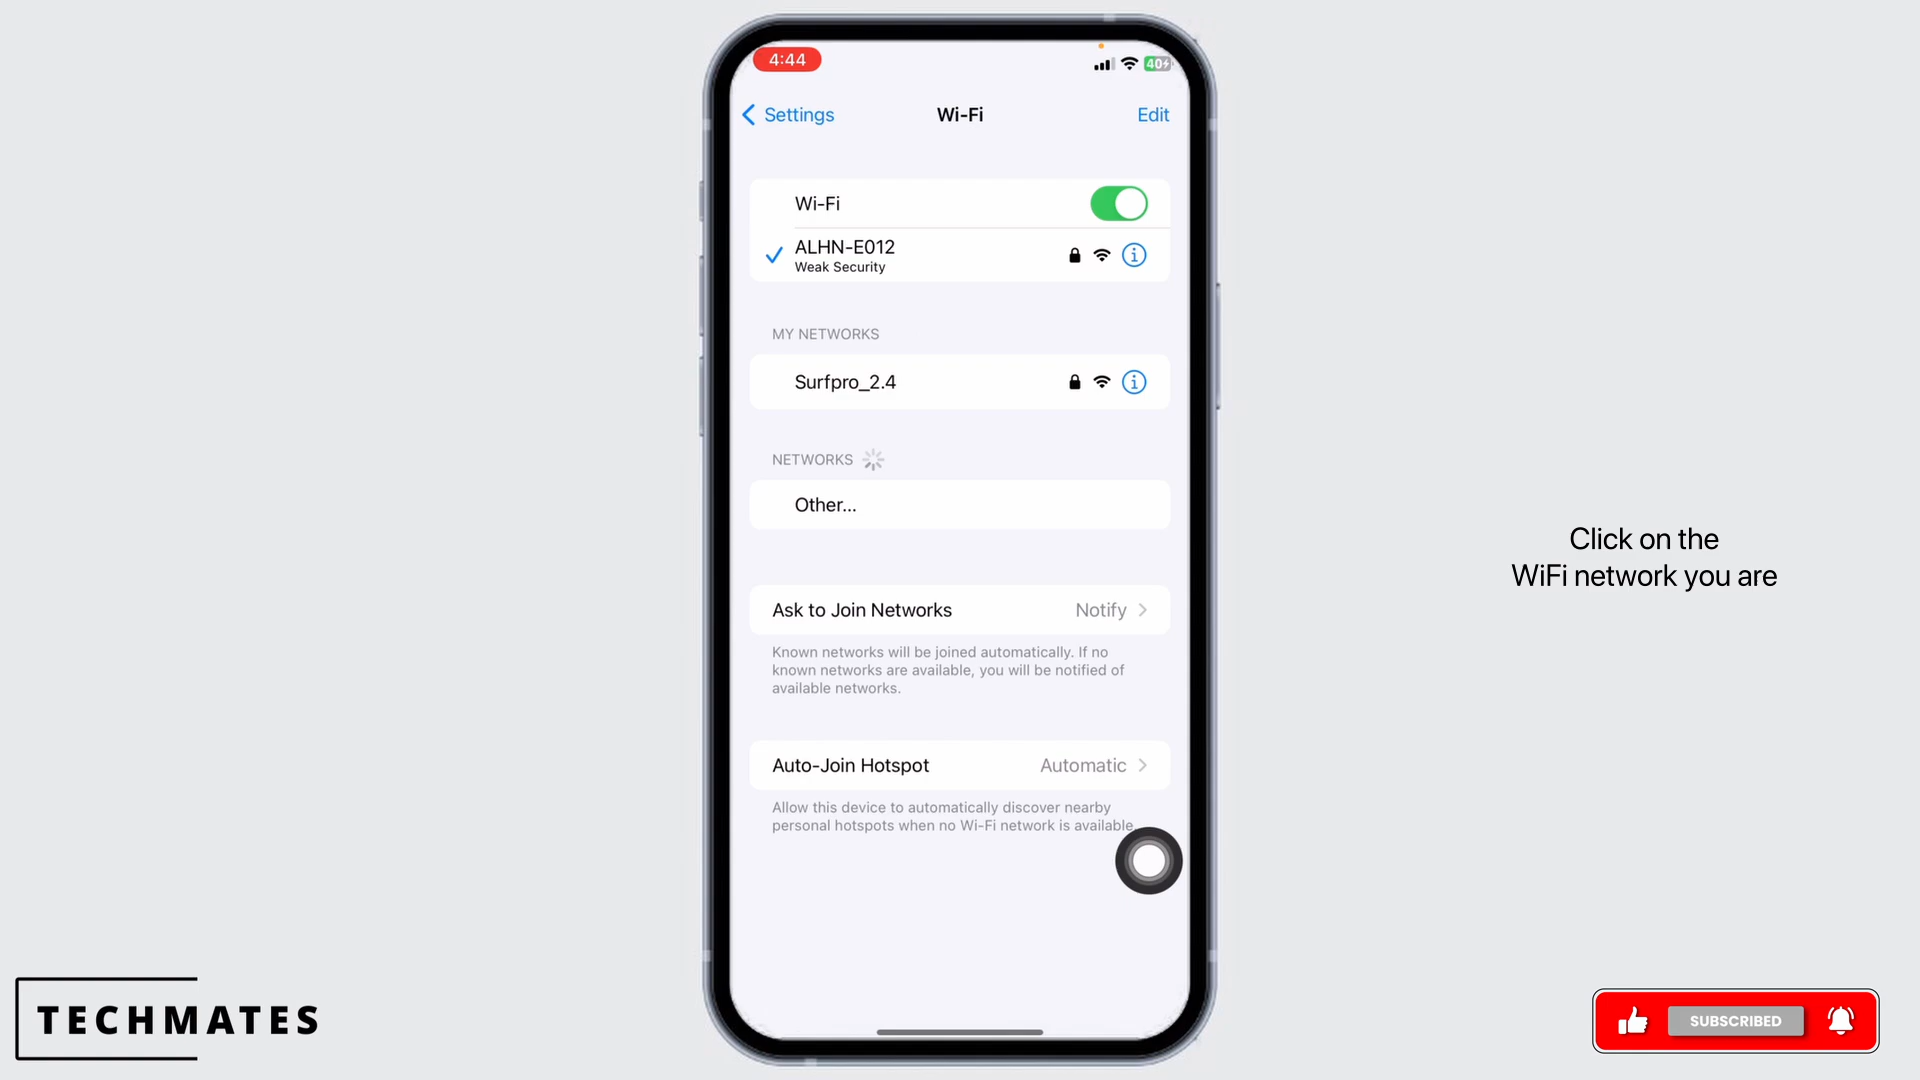 4:44
40
Settings
Wi-Fi
Edit
Wi-Fi
ALHN-E012
Weak Security
MY NETWORKS
Surfpro_2.4
NETWORKS
Other...
Ask to Join Networks
Notify
Known networks will be joined automatically. If no
known networks are available, you will be notified of
available networks.
Auto-Join Hotspot
Automatic
Allow this device to automatically discover nearby
personal hotspots when no Wi-Fi network is available.
Click on the
WiFi network you are
TECHMATES
SUBSCRIBED